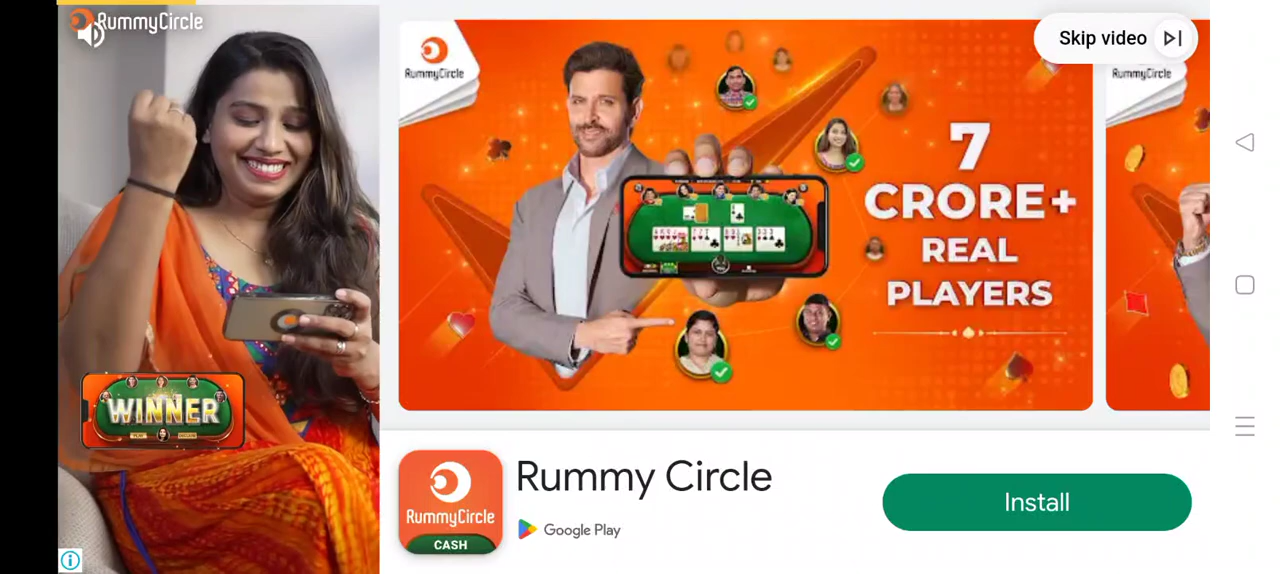 RummyCircle
WINNER
RummyCircle
7
CRORE+
REAL
PLAYERS
Skip video
RummyCircle
RummyCircle
CASH
Rummy Circle
Google Play
Install